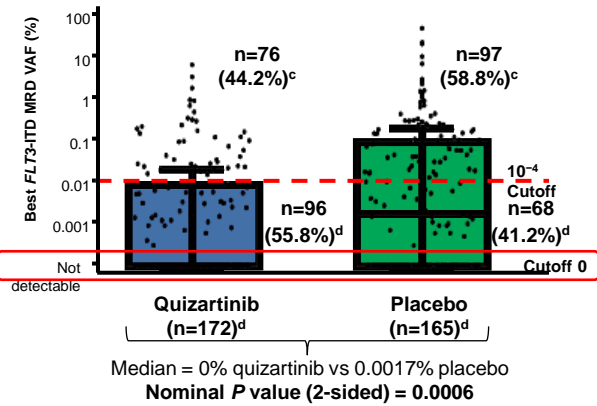 Best FLT3-ITD MRD VAF (%)
100
10
1
0.1
0.01
0.001
Not
detectable
n=76
(44.2%)ᶜ
n=97
(58.8%)ᶜ
10⁻⁴
Cutoff
n=96
(55.8%)ᵈ
n=68
(41.2%)ᵈ
Cutoff 0
Quizartinib
(n=172)ᵈ
Placebo
(n=165)ᵈ
Median = 0% quizartinib vs 0.0017% placebo
Nominal P value (2-sided) = 0.0006